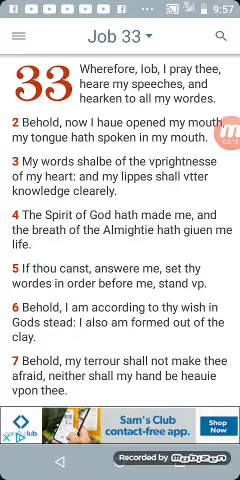 9:57
Job 33
33 Wherefore, Iob, I pray thee,
heare my speeches, and
hearken to all my wordes.
2 Behold, now I haue opened my mouth,
my tongue hath spoken in my mouth.
3 My words shalbe of the vprightnesse
of my heart: and my lippes shall vtter
knowledge clearely.
4 The Spirit of God hath made me, and
the breath of the Almightie hath giuen me
life.
5 If thou canst, answere me, set thy
wordes in order before me, stand vp.
6 Behold, I am according to thy wish in
Gods stead: I also am formed out of the
clay.
7 Behold, my terrour shall not make thee
afraid, neither shall my hand be heauie
vpon thee.
03:13
Sam's Club
contact-free app.
Shop
Now
Recorded by mobizen